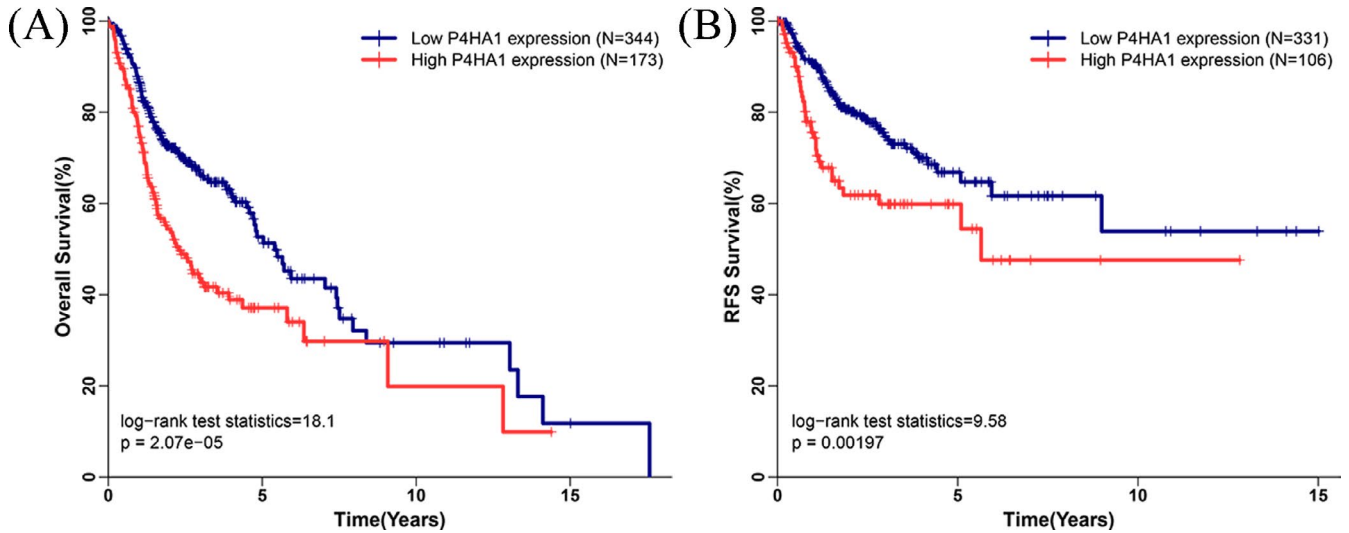 (A)
Low P4HA1 expression (N=344)
High P4HA1 expression (N=173)
Overall Survival(%)
100
80
60
40
20
0
log−rank test statistics=18.1
p = 2.07e−05
0 5 10 15
Time(Years)
(B)
Low P4HA1 expression (N=331)
High P4HA1 expression (N=106)
RFS Survival(%)
100
80
60
40
20
0
log−rank test statistics=9.58
p = 0.00197
0 5 10 15
Time(Years)